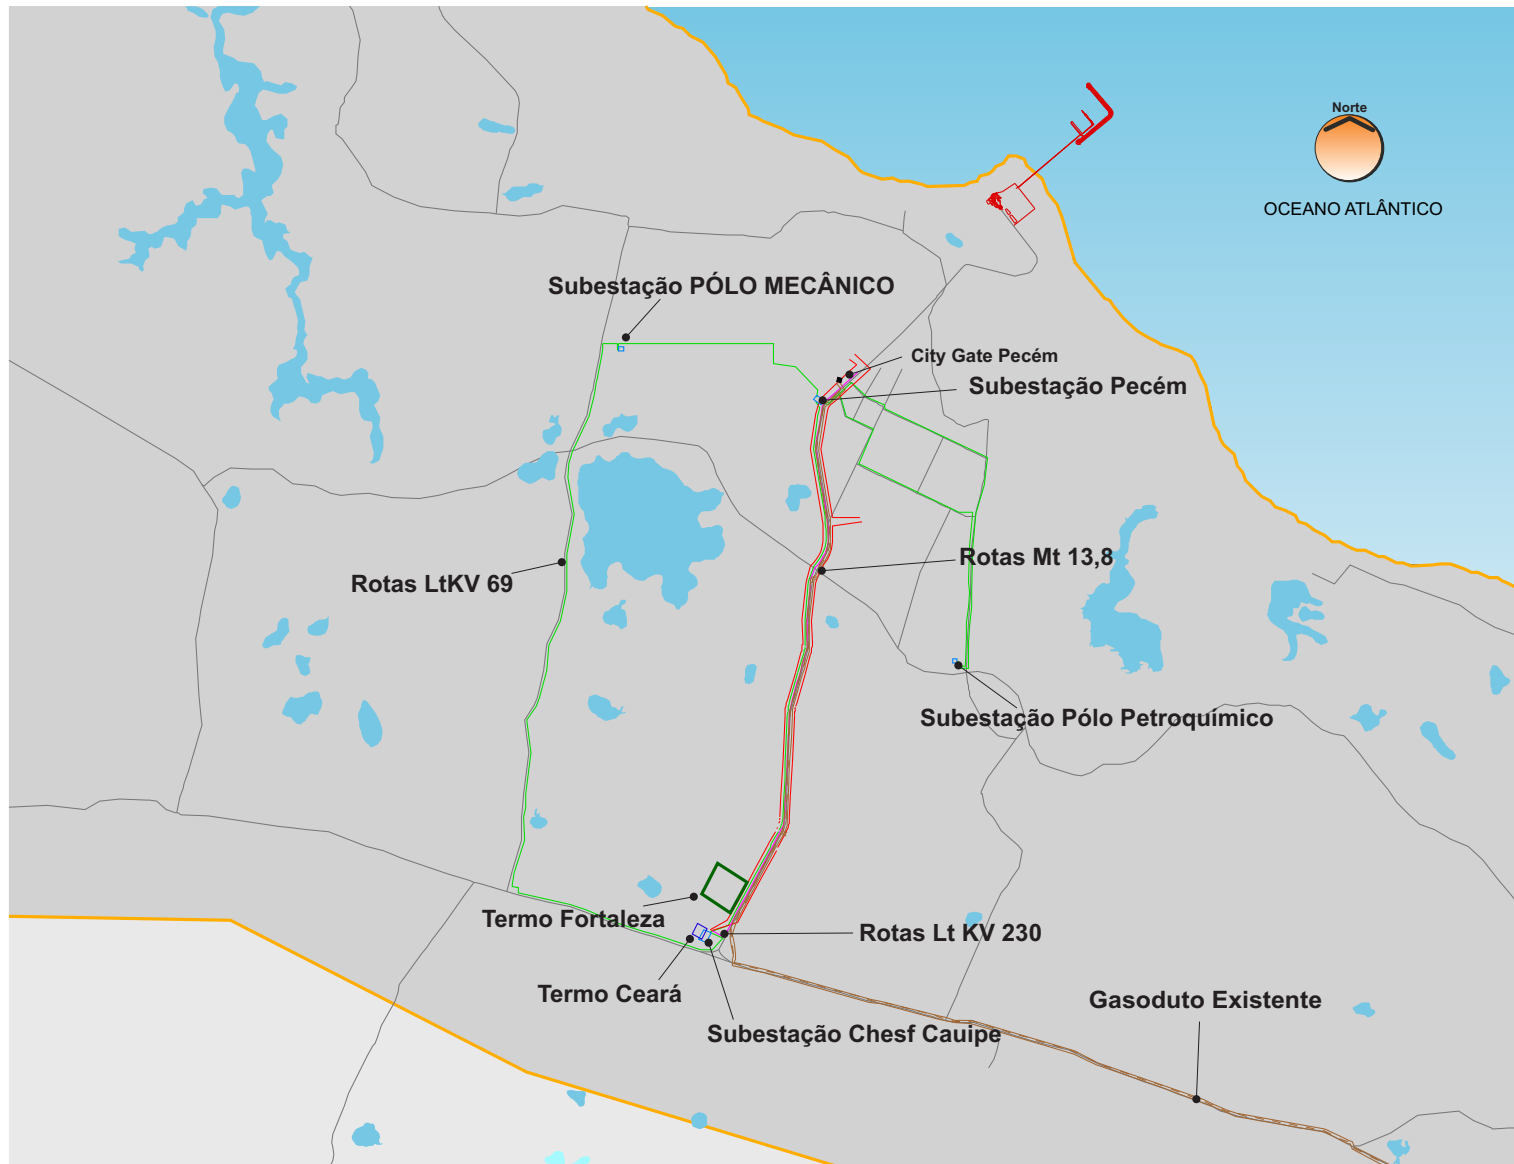 Norte
OCEANO ATLÂNTICO
Subestação PÓLO MECÂNICO
City Gate Pecém
Subestação Pecém
Rotas Mt 13,8
Rotas LtKV 69
Subestação Pólo Petroquímico
Termo Fortaleza
Rotas Lt KV 230
Termo Ceará
Gasoduto Existente
Subestação Chesf Cauipe